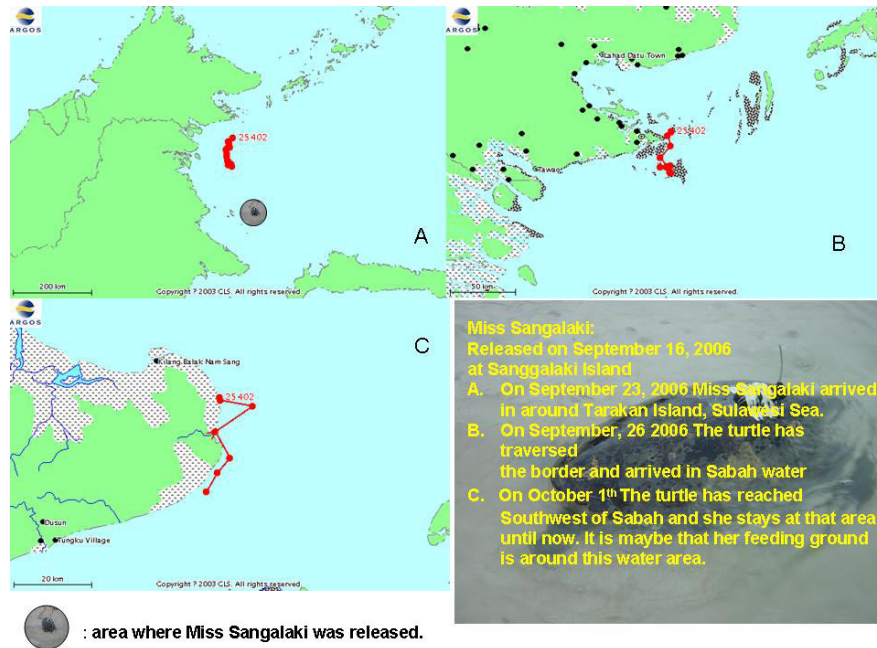 ARGOS
25402
A
200 km
Copyright ? 2003 CLS. All rights reserved.
ARGOS
Lahad Datu Town
25402
Tawau
B
50 km
Copyright ? 2003 CLS. All rights reserved.
ARGOS
C
Kilang Balak Nam Sang
25402
Dusun
Tungku Village
20 km
Copyright ? 2003 CLS. All rights reserved
Miss Sangalaki:
Released on September 16, 2006
at Sanggalaki Island
A. On September 23, 2006 Miss Sangalaki arrived
in around Tarakan Island, Sulawesi Sea.
B. On September, 26 2006 The turtle has
traversed
the border and arrived in Sabah water
C. On October 1th The turtle has reached
Southwest of Sabah and she stays at that area
until now. It is maybe that her feeding ground
is around this water area.
: area where Miss Sangalaki was released.